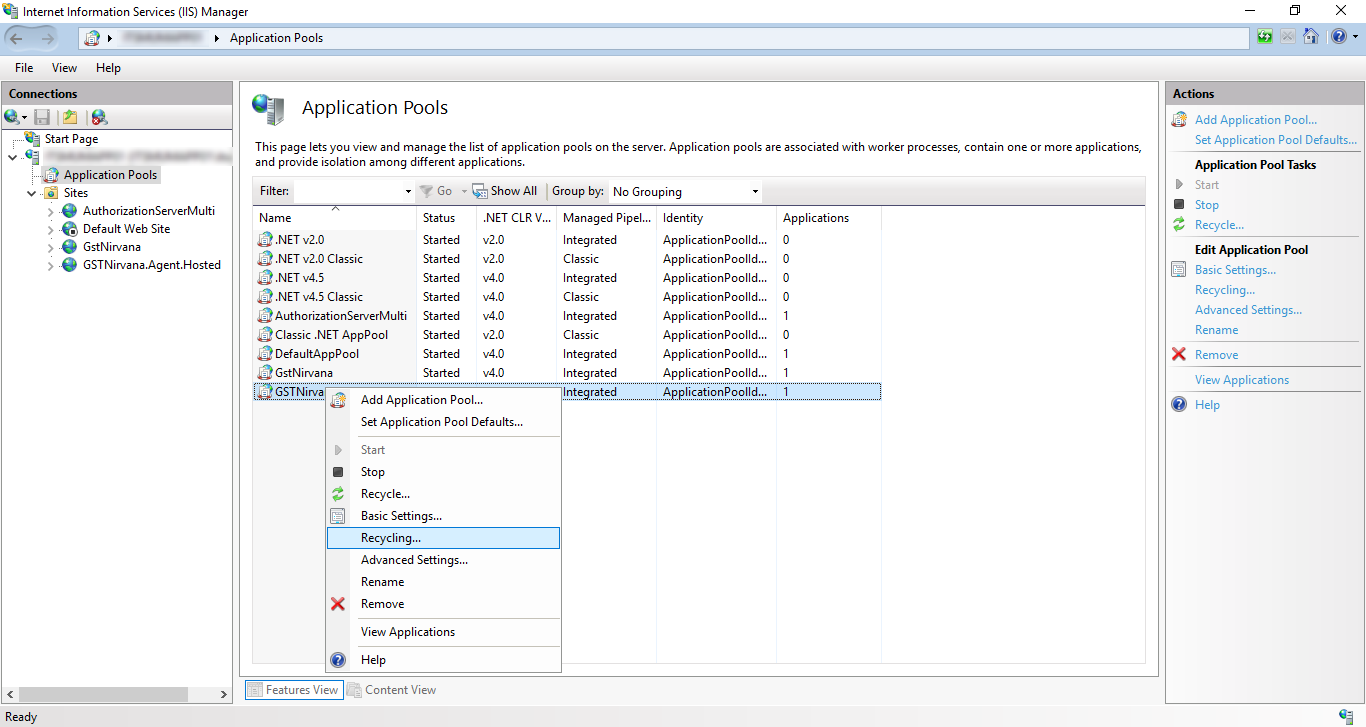 Internet Information Services (IIS) Manager
Application Pools
File View Help
Connections
Start Page
Application Pools
Sites
AuthorizationServerMulti
Default Web Site
GstNirvana
GSTNirvana.Agent.Hosted
Application Pools
This page lets you view and manage the list of application pools on the server. Application pools are associated with worker processes, contain one or more applications,
and provide isolation among different applications.
Filter: Go Show All Group by: No Grouping
Name Status .NET CLR V... Managed Pipel... Identity Applications
.NET v2.0 Started v2.0 Integrated ApplicationPoolId... 0
.NET v2.0 Classic Started v2.0 Classic ApplicationPoolId... 0
.NET v4.5 Started v4.0 Integrated ApplicationPoolId... 0
.NET v4.5 Classic Started v4.0 Classic ApplicationPoolId... 0
AuthorizationServerMulti Started v4.0 Integrated ApplicationPoolId... 1
Classic .NET AppPool Started v2.0 Classic ApplicationPoolId... 0
DefaultAppPool Started v4.0 Integrated ApplicationPoolId... 1
GstNirvana Started v4.0 Integrated ApplicationPoolId... 1
GSTNirva Integrated ApplicationPoolId... 1
Add Application Pool...
Set Application Pool Defaults...
Start
Stop
Recycle...
Basic Settings...
Recycling...
Advanced Settings...
Rename
Remove
View Applications
Help
Features View Content View
Actions
Add Application Pool...
Set Application Pool Defaults...
Application Pool Tasks
Start
Stop
Recycle...
Edit Application Pool
Basic Settings...
Recycling...
Advanced Settings...
Rename
Remove
View Applications
Help
Ready